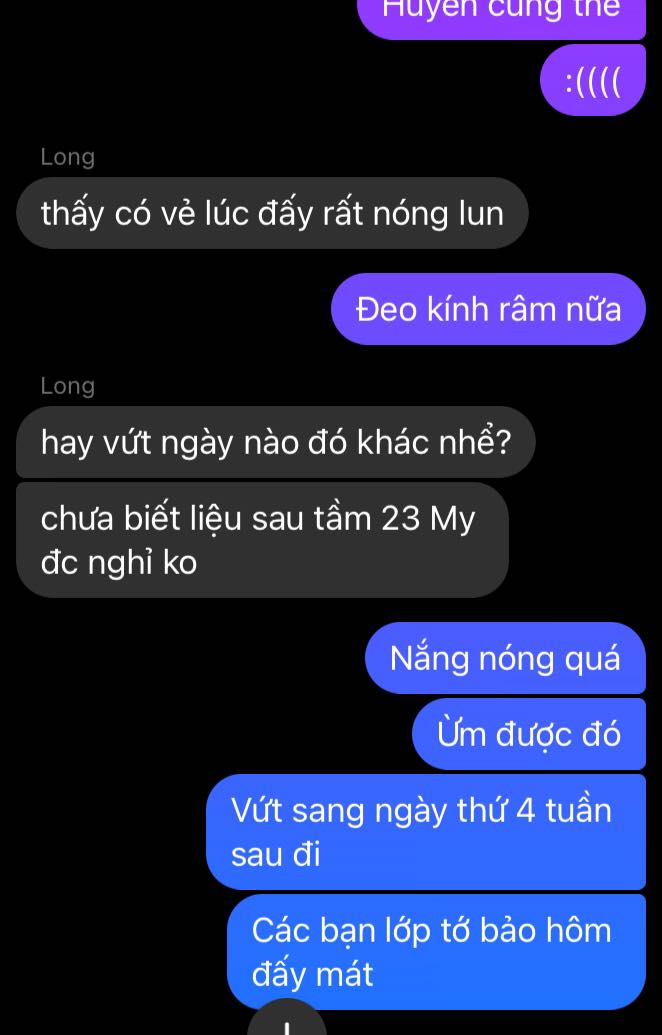 Huyền cũng thế
:((((
Long
thấy có vẻ lúc đấy rất nóng lun
Đeo kính râm nữa
Long
hay vứt ngày nào đó khác nhể?
chưa biết liệu sau tầm 23 My
đc nghỉ ko
Nắng nóng quá
Ừm được đó
Vứt sang ngày thứ 4 tuần
sau đi
Các bạn lớp tớ bảo hôm
đấy mát